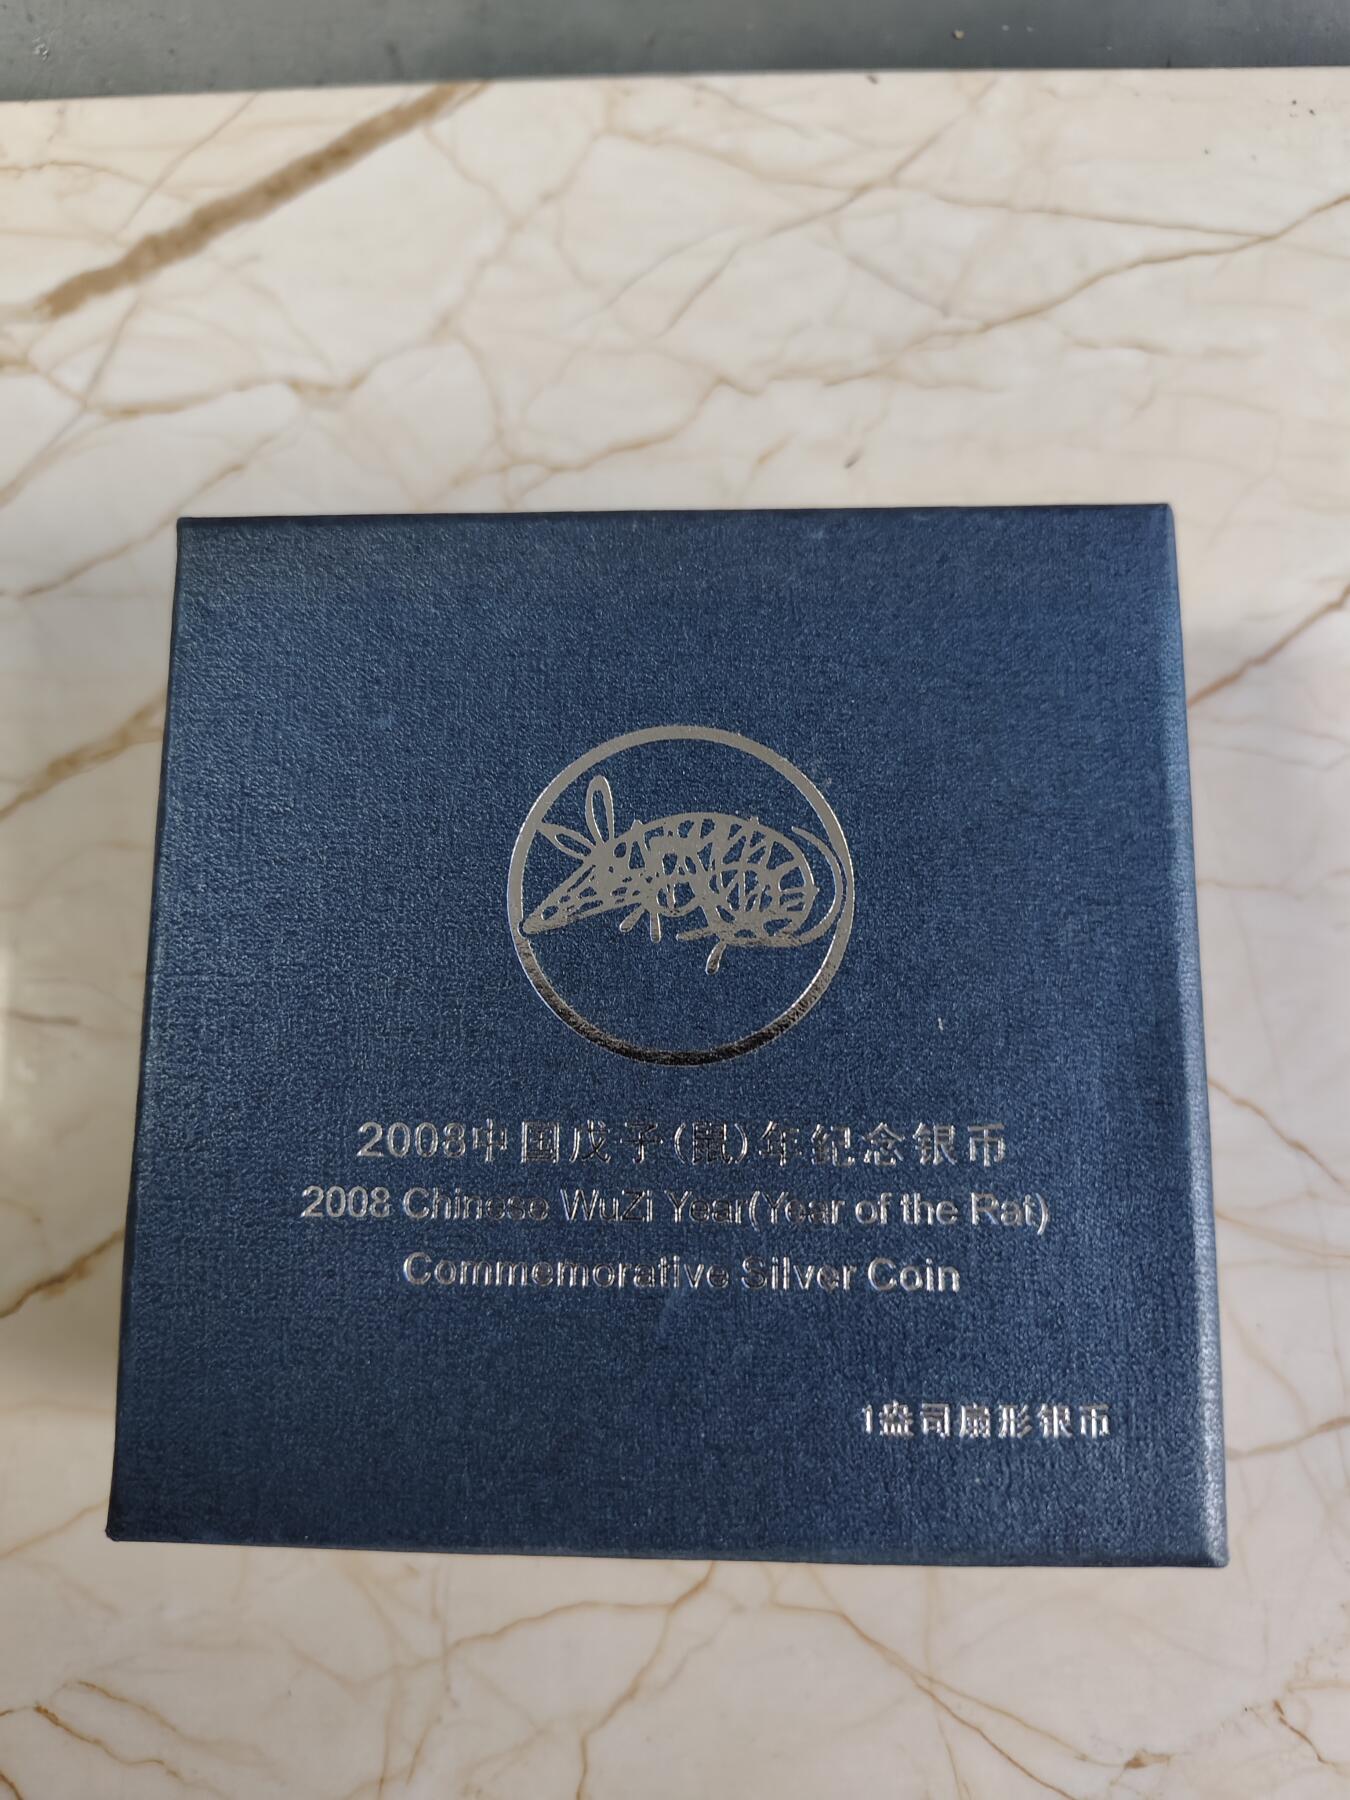 2008中国戊子(鼠)年纪念银币
2008 Chinese WuZi Year(Year of the Rat)
Commemorative Silver Coin
1盎司扇形银币